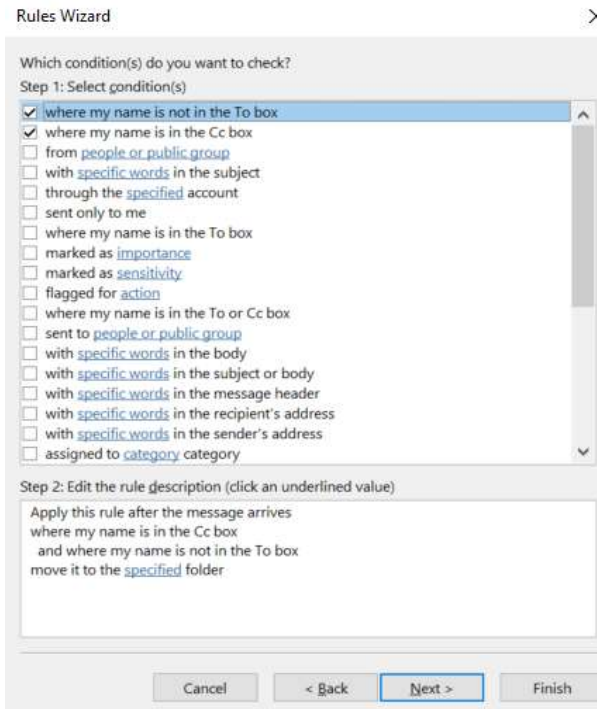 Rules Wizard
Which condition(s) do you want to check?
Step 1: Select condition(s)
where my name is not in the To box
where my name is in the Cc box
from people or public group
with specific words in the subject
through the specified account
sent only to me
where my name is in the To box
marked as importance
marked as sensitivity
flagged for action
where my name is in the To or Cc box
sent to people or public group
with specific words in the body
with specific words in the subject or body
with specific words in the message header
with specific words in the recipient's address
with specific words in the sender's address
assigned to category category
Step 2: Edit the rule description (click an underlined value)
Apply this rule after the message arrives
where my name is in the Cc box
and where my name is not in the To box
move it to the specified folder
Cancel
< Back
Next >
Finish